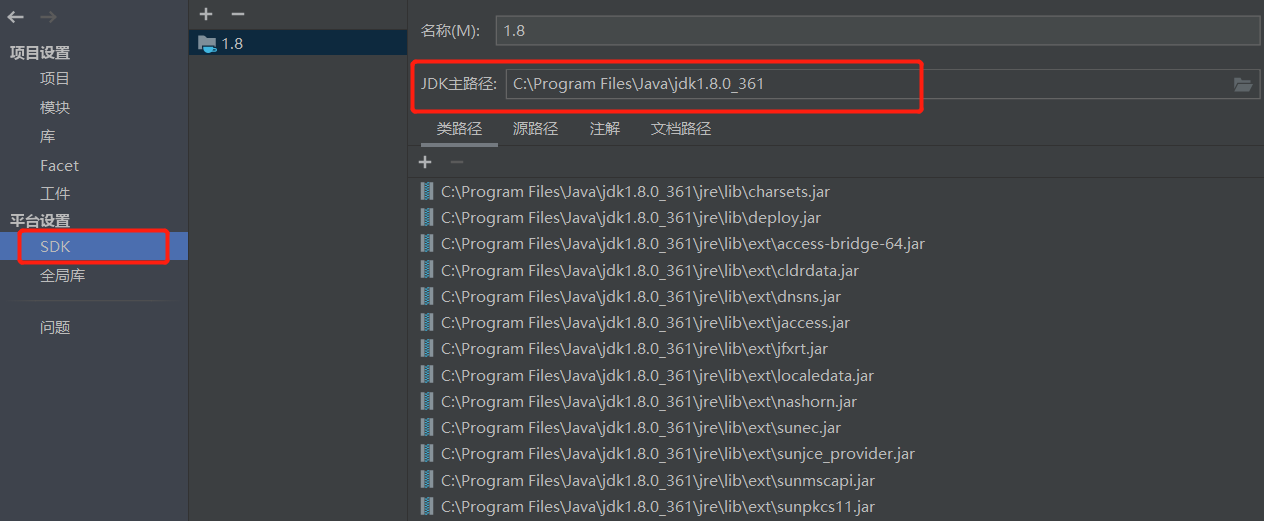 项目设置
项目
模块
库
Facet
工件
平台设置
SDK
全局库
问题
1.8
名称(M): 1.8
JDK主路径: C:\Program Files\Java\jdk1.8.0_361
类路径 源路径 注解 文档路径
C:\Program Files\Java\jdk1.8.0_361\jre\lib\charsets.jar
C:\Program Files\Java\jdk1.8.0_361\jre\lib\deploy.jar
C:\Program Files\Java\jdk1.8.0_361\jre\lib\ext\access-bridge-64.jar
C:\Program Files\Java\jdk1.8.0_361\jre\lib\ext\cldrdata.jar
C:\Program Files\Java\jdk1.8.0_361\jre\lib\ext\dnsns.jar
C:\Program Files\Java\jdk1.8.0_361\jre\lib\ext\jaccess.jar
C:\Program Files\Java\jdk1.8.0_361\jre\lib\ext\jfxrt.jar
C:\Program Files\Java\jdk1.8.0_361\jre\lib\ext\localedata.jar
C:\Program Files\Java\jdk1.8.0_361\jre\lib\ext\nashorn.jar
C:\Program Files\Java\jdk1.8.0_361\jre\lib\ext\sunec.jar
C:\Program Files\Java\jdk1.8.0_361\jre\lib\ext\sunjce_provider.jar
C:\Program Files\Java\jdk1.8.0_361\jre\lib\ext\sunmscapi.jar
C:\Program Files\Java\jdk1.8.0_361\jre\lib\ext\sunpkcs11.jar